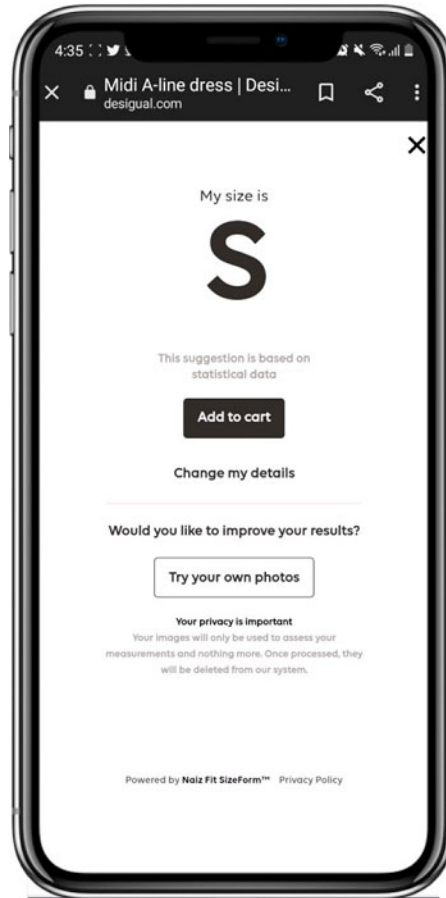 4:35
Midi A-line dress | Desi...
desigual.com
My size is
S
This suggestion is based on
statistical data
Add to cart
Change my details
Would you like to improve your results?
Try your own photos
Your privacy is important
Your images will only be used to assess your
measurements and nothing more. Once processed, they
will be deleted from our system.
Powered by Naiz Fit SizeForm™ Privacy Policy